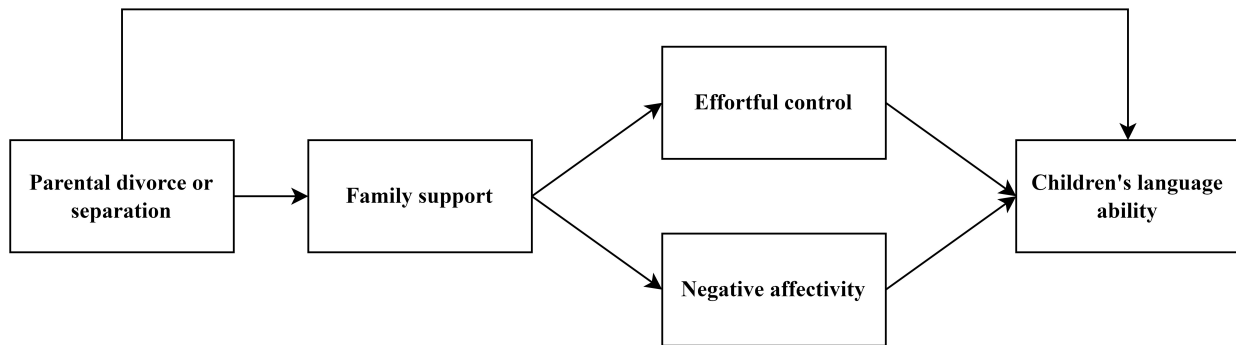 Parental divorce or
separation
Family support
Effortful control
Negative affectivity
Children's language
ability